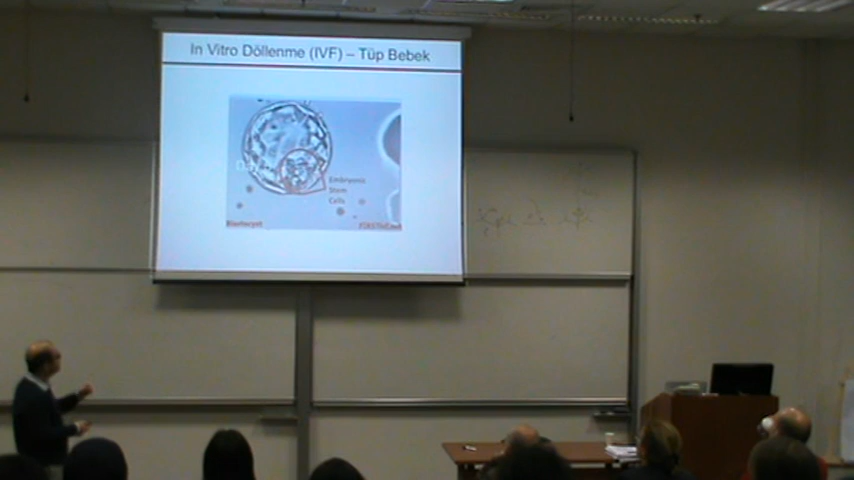 In Vitro Döllenme (IVF) – Tüp Bebek
Embryonic
Stem
Cells
Blastocyst